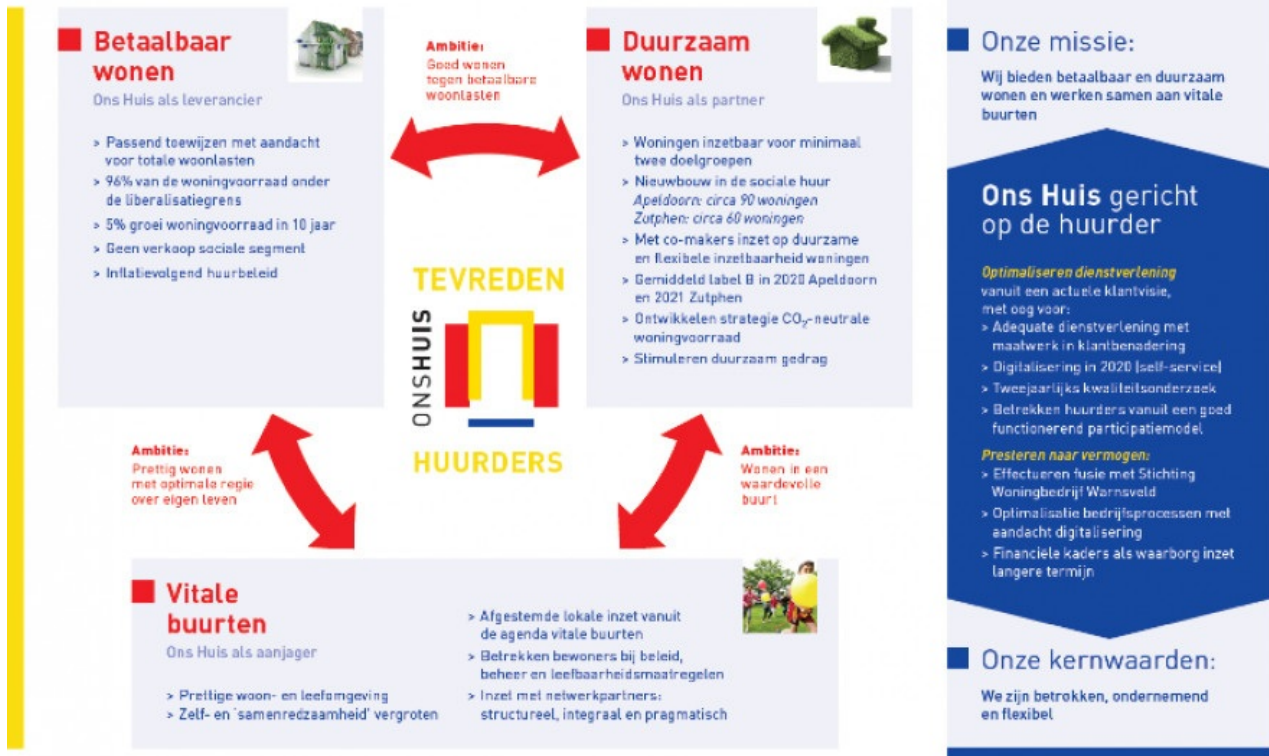 Betaalbaar
wonen
Ons Huis als leverancier
> Passend toewijzen met aandacht
voor totale woonlasten
> 96% van de woningvoorraad onder
de liberalisatiegrens
> 5% groei woningvoorraad in 10 jaar
> Geen verkoop sociale segment
> Inflatievolgend huurbeleid
Ambitie:
Goed wonen
tegen betaalbare
woonlasten
Duurzaam
wonen
Ons Huis als partner
> Woningen inzetbaar voor minimaal
twee doelgroepen
> Nieuwbouw in de sociale huur
Apeldoorn: circa 90 woningen
Zutphen: circa 60 woningen
> Met co-makers inzet op duurzame
en flexibele inzetbaarheid woningen
> Gemiddeld label B in 2020 Apeldoorn
en 2021 Zutphen
> Ontwikkelen strategie CO₂-neutrale
woningvoorraad
> Stimuleren duurzaam gedrag
TEVREDEN
ONSHUIS
HUURDERS
Ambitie:
Prettig wonen
met optimale regie
over eigen leven
Ambitie:
Wonen in een
waardevolle
buurt
Vitale
buurten
Ons Huis als aanjager
> Prettige woon- en leefomgeving
> Zelf- en 'samenredzaamheid' vergroten
> Afgestemde lokale inzet vanuit
de agenda vitale buurten
> Betrekken bewoners bij beleid,
beheer en leefbaarheidsmaatregelen
> Inzet met netwerkpartners:
structureel, integraal en pragmatisch
Onze missie:
Wij bieden betaalbaar en duurzaam
wonen en werken samen aan vitale
buurten
Ons Huis gericht
op de huurder
Optimaliseren dienstverlening
vanuit een actuele klantvisie,
met oog voor:
> Adequate dienstverlening met
maatwerk in klantbenadering
> Digitalisering in 2020 (self-service)
> Tweejaarlijks kwaliteitsonderzoek
> Betrekken huurders vanuit een goed
functionerend participatiemodel
Presteren naar vermogen:
> Effectueren fusie met Stichting
Woningbedrijf Warnsveld
> Optimalisatie bedrijfsprocessen met
aandacht digitalisering
> Financiële kaders als waarborg inzet
langere termijn
Onze kernwaarden:
We zijn betrokken, ondernemend
en flexibel